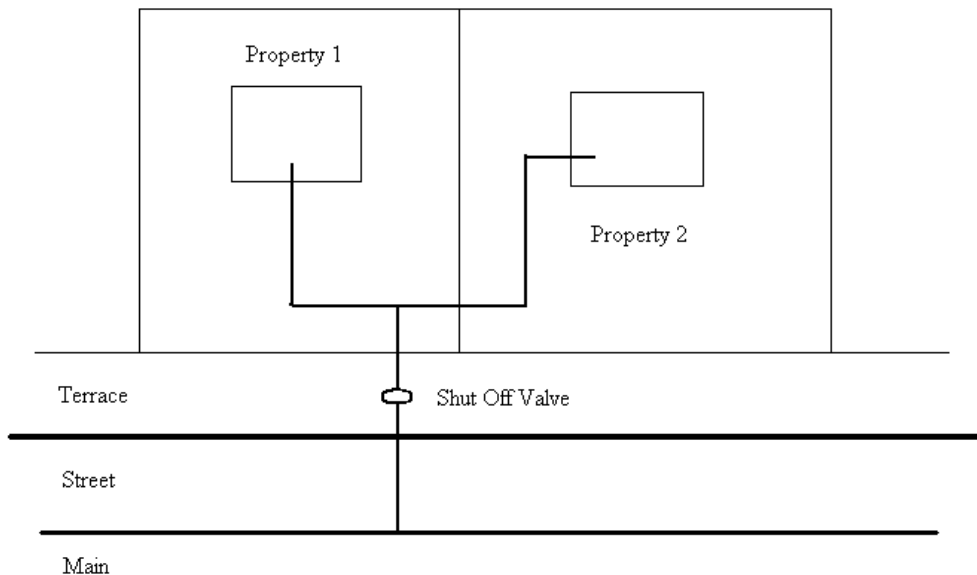 Property 1
Property 2
Terrace
Shut Off Valve
Street
Main